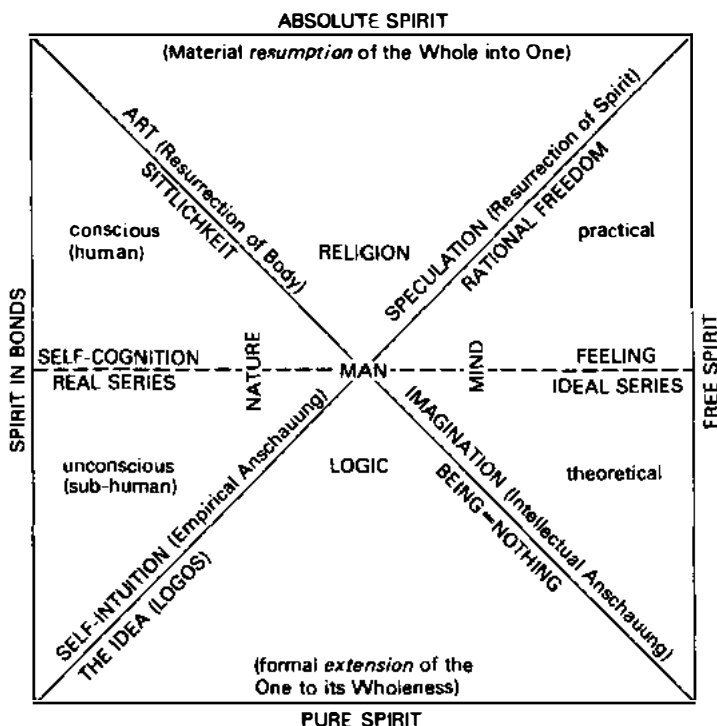 ABSOLUTE SPIRIT
(Material resumption of the Whole into One)
ART (Resurrection of Body)
SITTLICHKEIT
SPECULATION (Resurrection of Spirit)
RATIONAL FREEDOM
conscious
(human)
RELIGION
practical
SPIRIT IN BONDS
SELF-COGNITION
REAL SERIES
NATURE
MAN
MIND
FEELING
IDEAL SERIES
FREE SPIRIT
unconscious
(sub-human)
LOGIC
theoretical
SELF-INTUITION (Empirical Anschauung)
THE IDEA (LOGOS)
IMAGINATION (Intellectual Anschauung)
BEING=NOTHING
(formal extension of the
One to its Wholeness)
PURE SPIRIT